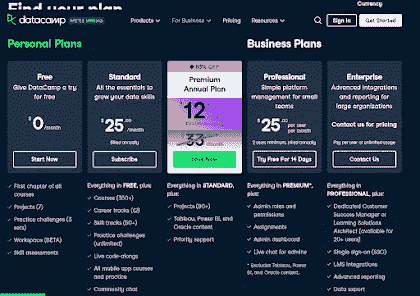 Find your plan
Currency
datacamp
WE'RE HIRING
Products
For Business
Pricing
Resources
Sign In
Get Started
Personal Plans
Business Plans
Free
Give DataCamp a try
for free
$0 /month
Start Now
First chapter of all
courses
Projects (7)
Practice challenges (3
sets)
Workspace (BETA)
Skill assessments
Standard
All the essentials to
grow your data skills
$25 .00 /month
Billed annually
Subscribe
Everything in FREE, plus:
Courses (350+)
Career tracks (12)
Skill tracks (50+)
Practice challenges
(unlimited)
Live code-alongs
All mobile app courses
and practice
Community chat
63% OFF
Premium
Annual Plan
12
33
Everything in STANDARD,
plus:
Projects (80+)
Tableau, Power BI and
Oracle content
Priority support
Professional
Simple platform
management for small
teams
$25 .00 per user
per month
2 users minimum, billed annually
Try Free For 14 Days
Everything in PREMIUM*,
plus:
Admin roles and
permissions
Assignments
Admin dashboard
Live chat for admins
* Excludes Tableau, Power BI,
and Oracle content.
Enterprise
Advanced integrations
and reporting for
large organizations
Contact us for pricing
Pay per user or unlimited usage
Contact Us
Everything in
PROFESSIONAL, plus:
Dedicated Customer
Success Manager or
Learning Solutions
Architect (available for
20+ users)
Single sign-on (SSO)
LMS integrations
Advanced reporting
Data export